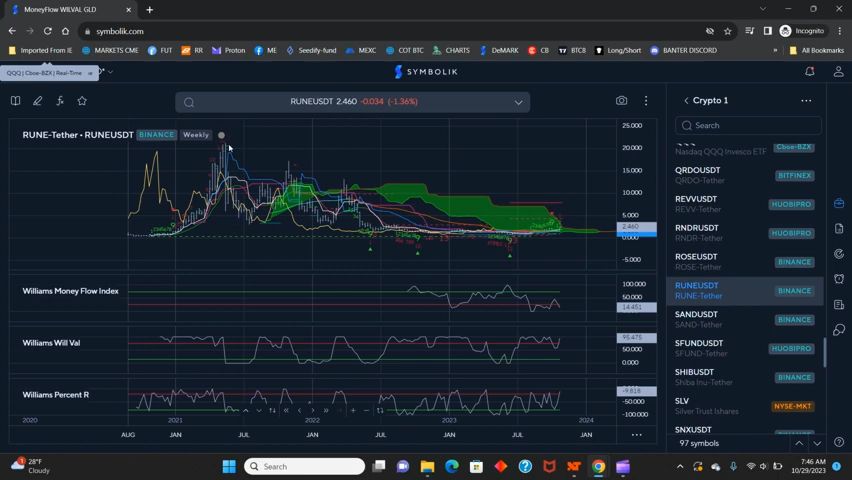 MoneyFlow WILVAL GLD
symbolik.com
Incognito
Imported From IE
MARKETS CME
FUT
RR
Proton
ME
Seedify-fund
MEXC
COT BTC
CHARTS
DeMARK
CB
BTC8
Long/Short
BANTER DISCORD
All Bookmarks
QQQ | Cboe-BZX | Real-Time
SYMBOLIK
RUNEUSDT 2.460 -0.034 (-1.36%)
Crypto 1
Search
RUNE-Tether • RUNEUSDT BINANCE Weekly
25.000
20.000
15.000
10.000
5.000
2.460
0.000
-5.000
Williams Money Flow Index
100.000
50.000
14.451
Williams Will Val
95.475
50.000
0.000
Williams Percent R
-9.818
-50.000
-100.000
2020
2021
2022
2023
2024
AUG
JAN
JUL
JAN
JUL
JAN
JUL
JAN
Nasdaq QQQ Invesco ETF
Cboe-BZX
QRDOUSDT
QRDO-Tether
BITFINEX
REVVUSDT
REVV-Tether
HUOBIPRO
RNDRUSDT
RNDR-Tether
HUOBIPRO
ROSEUSDT
ROSE-Tether
BINANCE
RUNEUSDT
RUNE-Tether
BINANCE
SANDUSDT
SAND-Tether
BINANCE
SFUNDUSDT
SFUND-Tether
HUOBIPRO
SHIBUSDT
Shiba Inu-Tether
BINANCE
SLV
Silver Trust Ishares
NYSE-MKT
SNXUSDT
97 symbols
28°F
Cloudy
Search
7:46 AM
10/29/2023